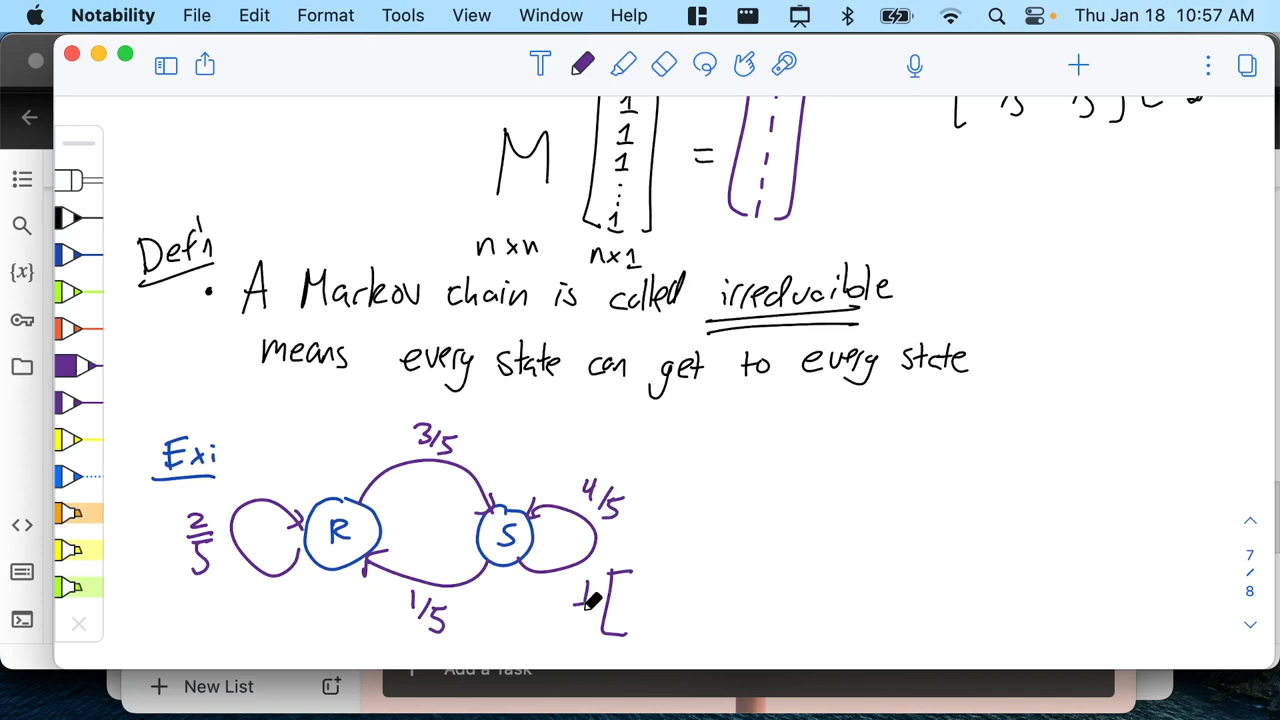 Notability File Edit Format Tools View Window Help Thu Jan 18 10:57 AM
M [1 1 1 ⋮ 1] = [ ]
n×n n×1
Def'n
• A Markov chain is called irreducible
means every state can get to every state
Ex:
3/5
4/5
2/5 R S
1/5
7
/
8
{x}
<>
Add a Task
New List